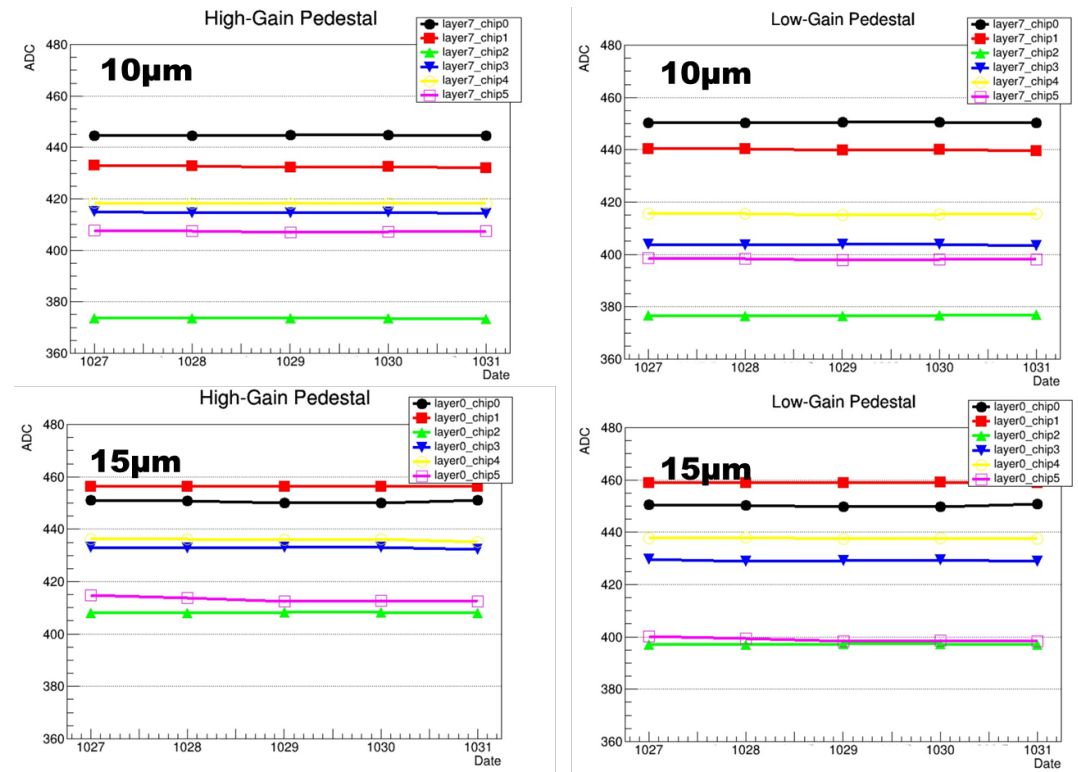 High-Gain Pedestal
ADC
10µm
layer7_chip0
layer7_chip1
layer7_chip2
layer7_chip3
layer7_chip4
layer7_chip5
480
460
440
420
400
380
360
1027 1028 1029 1030 1031
Date
Low-Gain Pedestal
ADC
10µm
layer7_chip0
layer7_chip1
layer7_chip2
layer7_chip3
layer7_chip4
layer7_chip5
480
460
440
420
400
380
360
1027 1028 1029 1030 1031
Date
High-Gain Pedestal
ADC
15µm
layer0_chip0
layer0_chip1
layer0_chip2
layer0_chip3
layer0_chip4
layer0_chip5
480
460
440
420
400
380
360
1027 1028 1029 1030 1031
Date
Low-Gain Pedestal
ADC
15µm
layer0_chip0
layer0_chip1
layer0_chip2
layer0_chip3
layer0_chip4
layer0_chip5
480
460
440
420
400
380
360
1027 1028 1029 1030 1031
Date